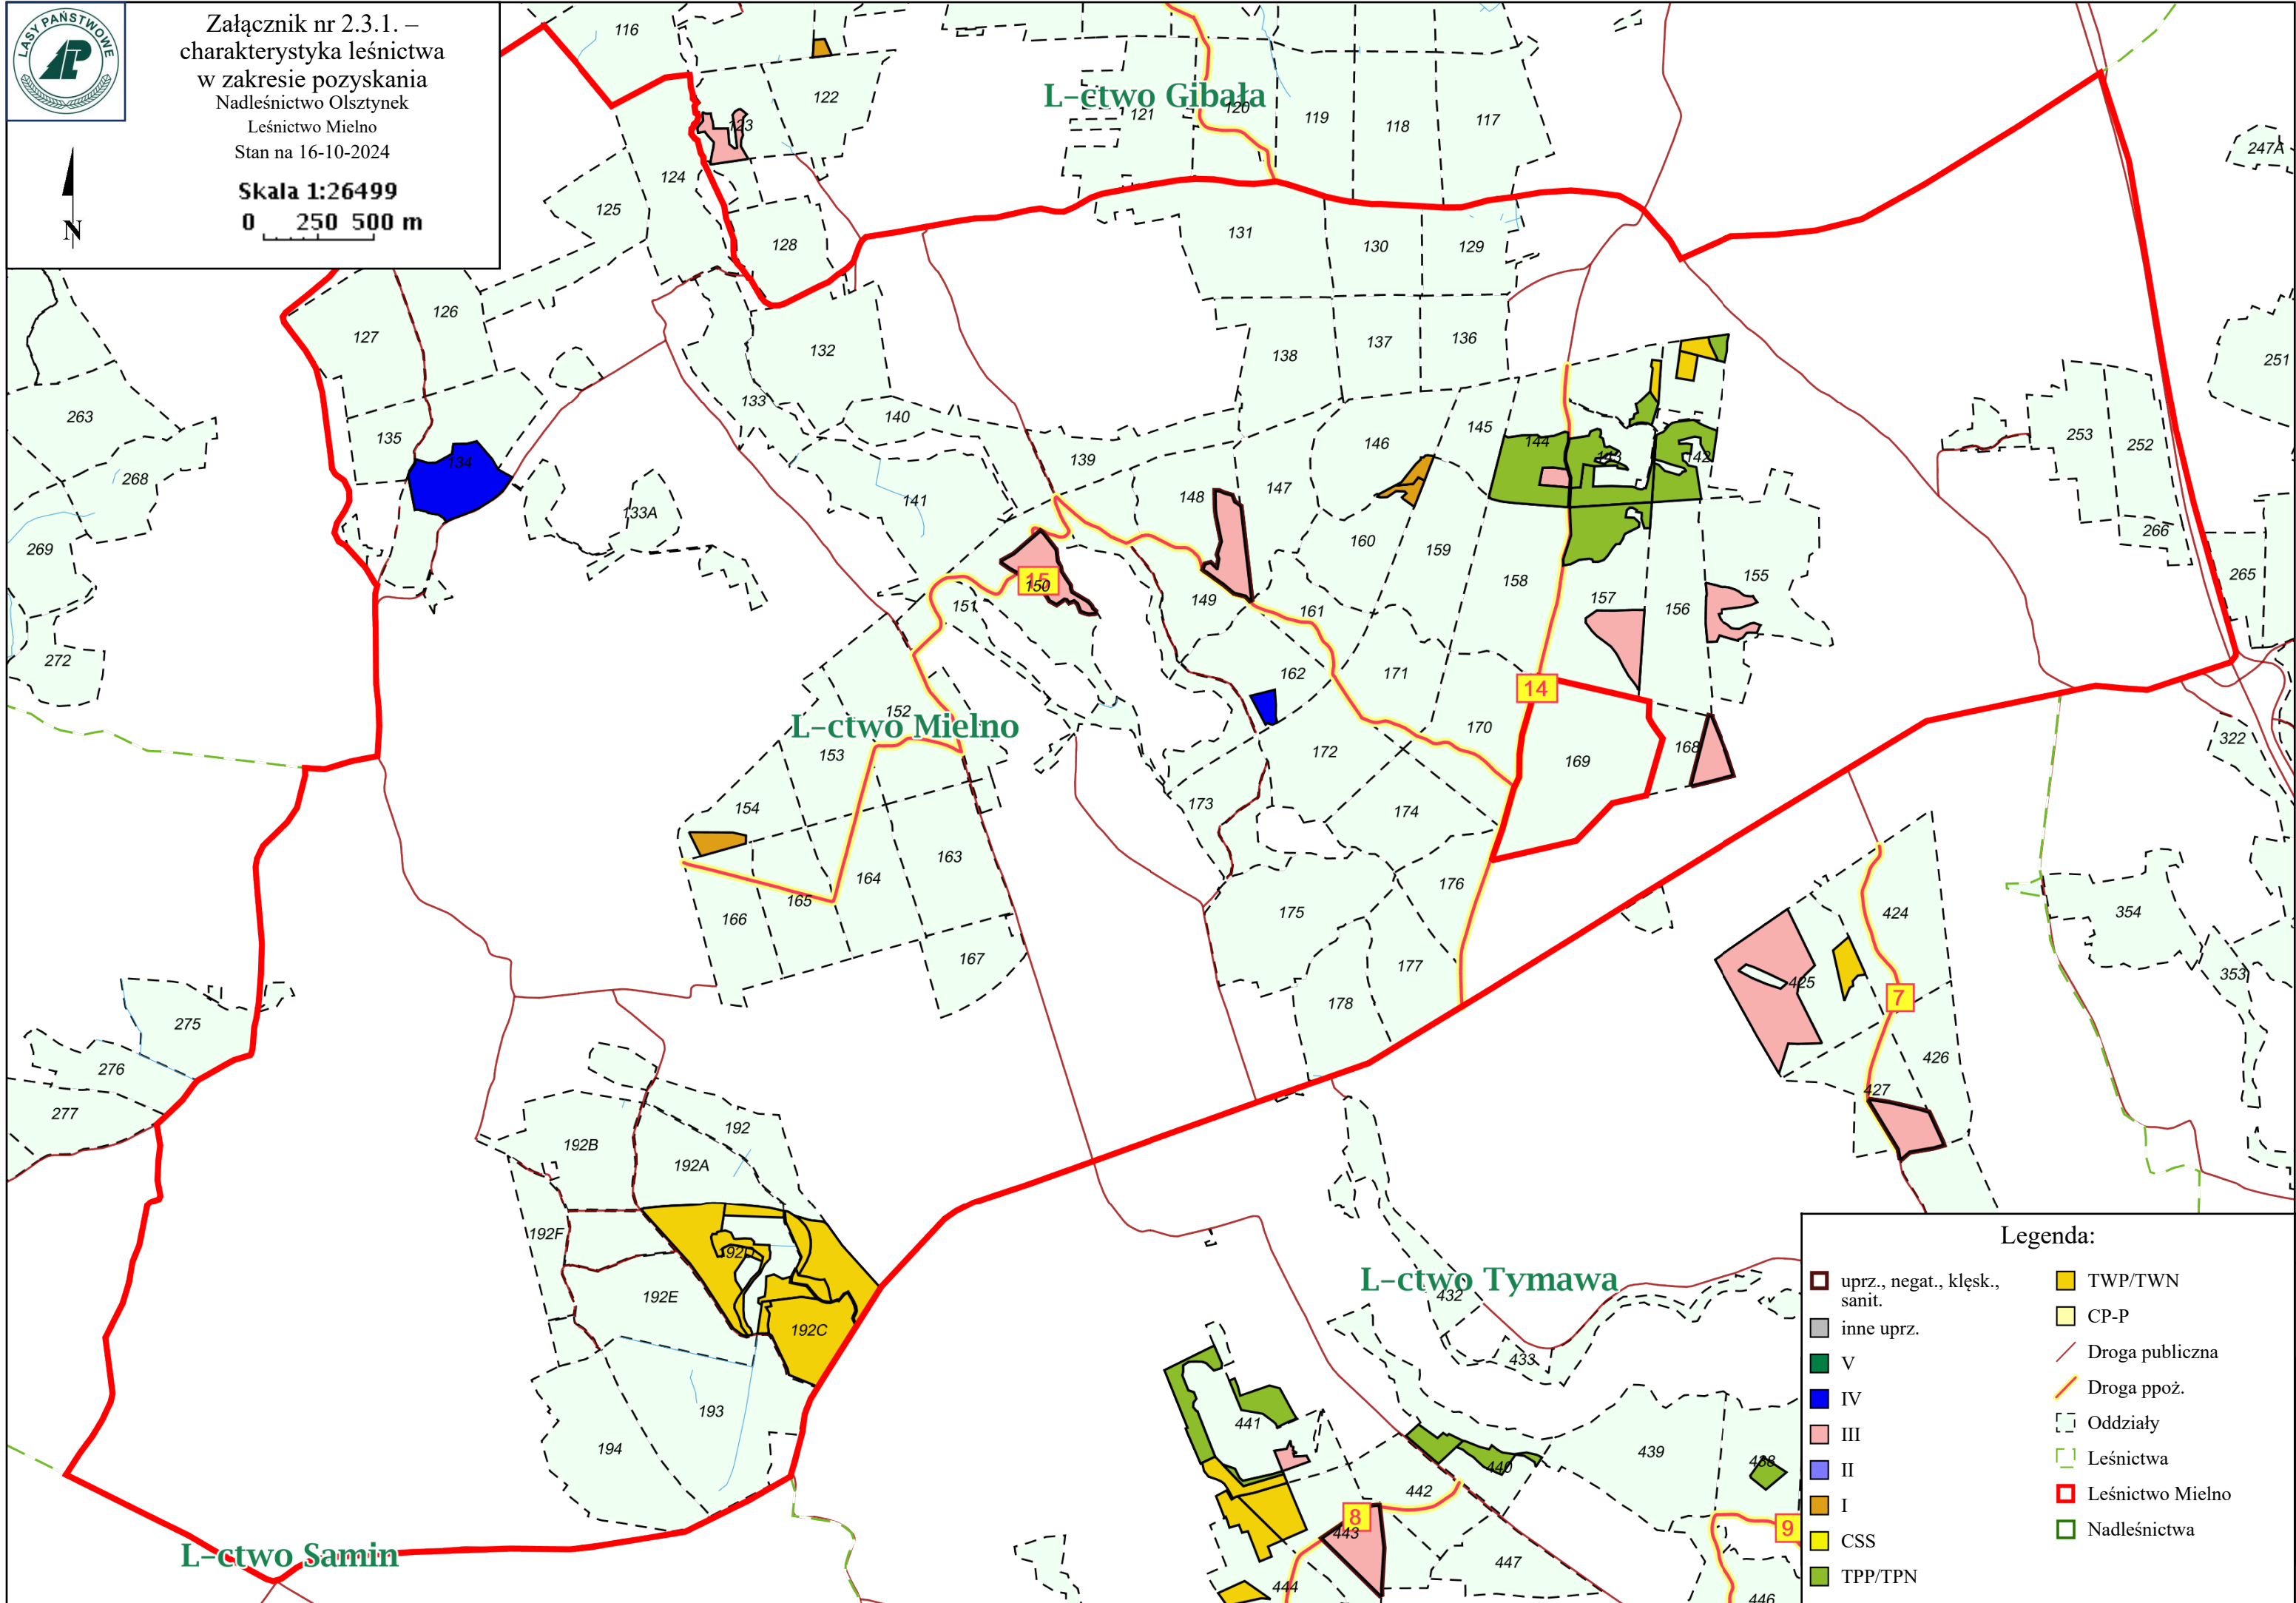 LASY PAŃSTWOWE
Załącznik nr 2.3.1. –
charakterystyka leśnictwa
w zakresie pozyskania
Nadleśnictwo Olsztynek
Leśnictwo Mielno
Stan na 16-10-2024
Skala 1:26499
0 250 500 m
N
116
122
123
124
125
128
L-ctwo Gibała
121
120
119
118
117
247A
131
130
129
127
126
132
138
137
136
251
263
135
134
133
140
139
146
145
144
143
142
253
252
268
133A
141
148
147
266
269
160
159
158
155
265
15
150
151
149
161
157
156
272
162
171
14
152
L-ctwo Mielno
153
170
168
322
172
169
154
173
174
163
164
176
165
166
175
424
354
167
177
425
353
178
7
275
276
426
277
427
192
192B
192A
192F
192D
192E
192C
L-ctwo Tymawa
432
433
193
441
439
194
440
438
442
8
443
9
L-ctwo Samin
447
444
446
Legenda:
uprz., negat., klęsk.,
sanit.
inne uprz.
V
IV
III
II
I
CSS
TPP/TPN
TWP/TWN
CP-P
Droga publiczna
Droga ppoż.
Oddziały
Leśnictwa
Leśnictwo Mielno
Nadleśnictwa